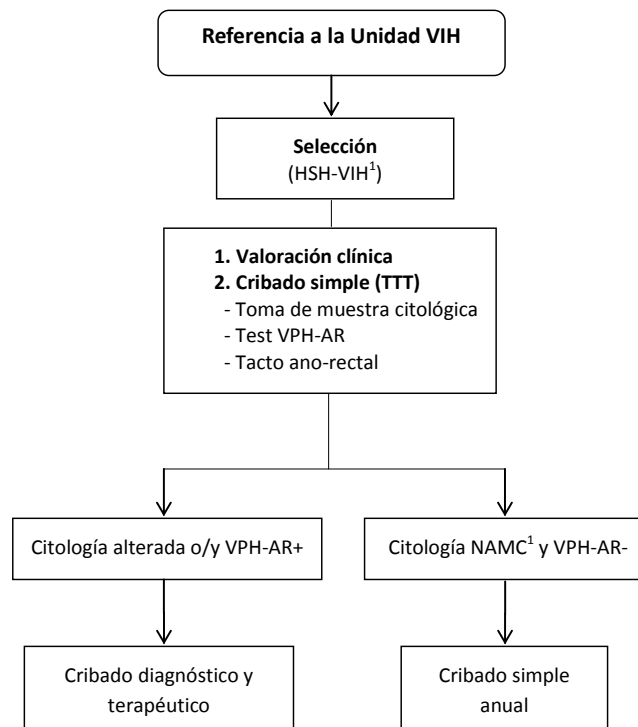 Referencia a la Unidad VIH
Selección
(HSH-VIH¹)
1. Valoración clínica
2. Cribado simple (TTT)
- Toma de muestra citológica
- Test VPH-AR
- Tacto ano-rectal
Citología alterada o/y VPH-AR+
Citología NAMC¹ y VPH-AR-
Cribado diagnóstico y
terapéutico
Cribado simple
anual